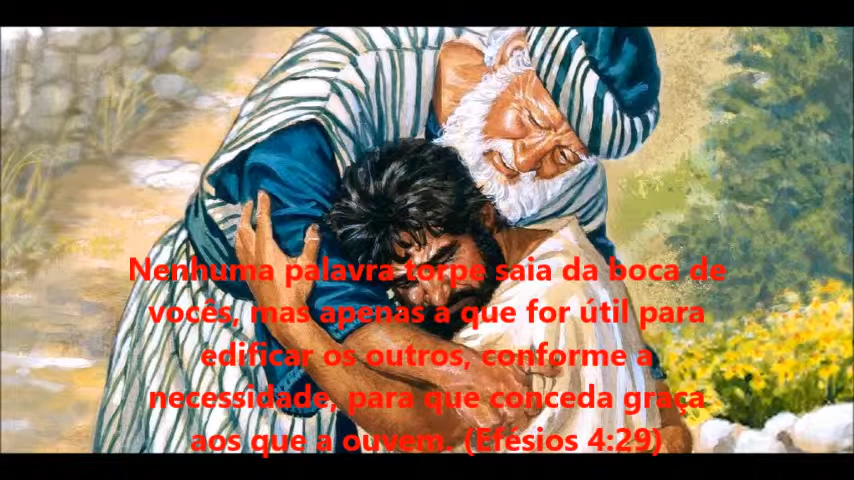 Nenhuma palavra torpe saia da boca de
vocês, mas apenas a que for útil para
edificar os outros, conforme a
necessidade, para que conceda graça
aos que a ouvem. (Efésios 4:29)